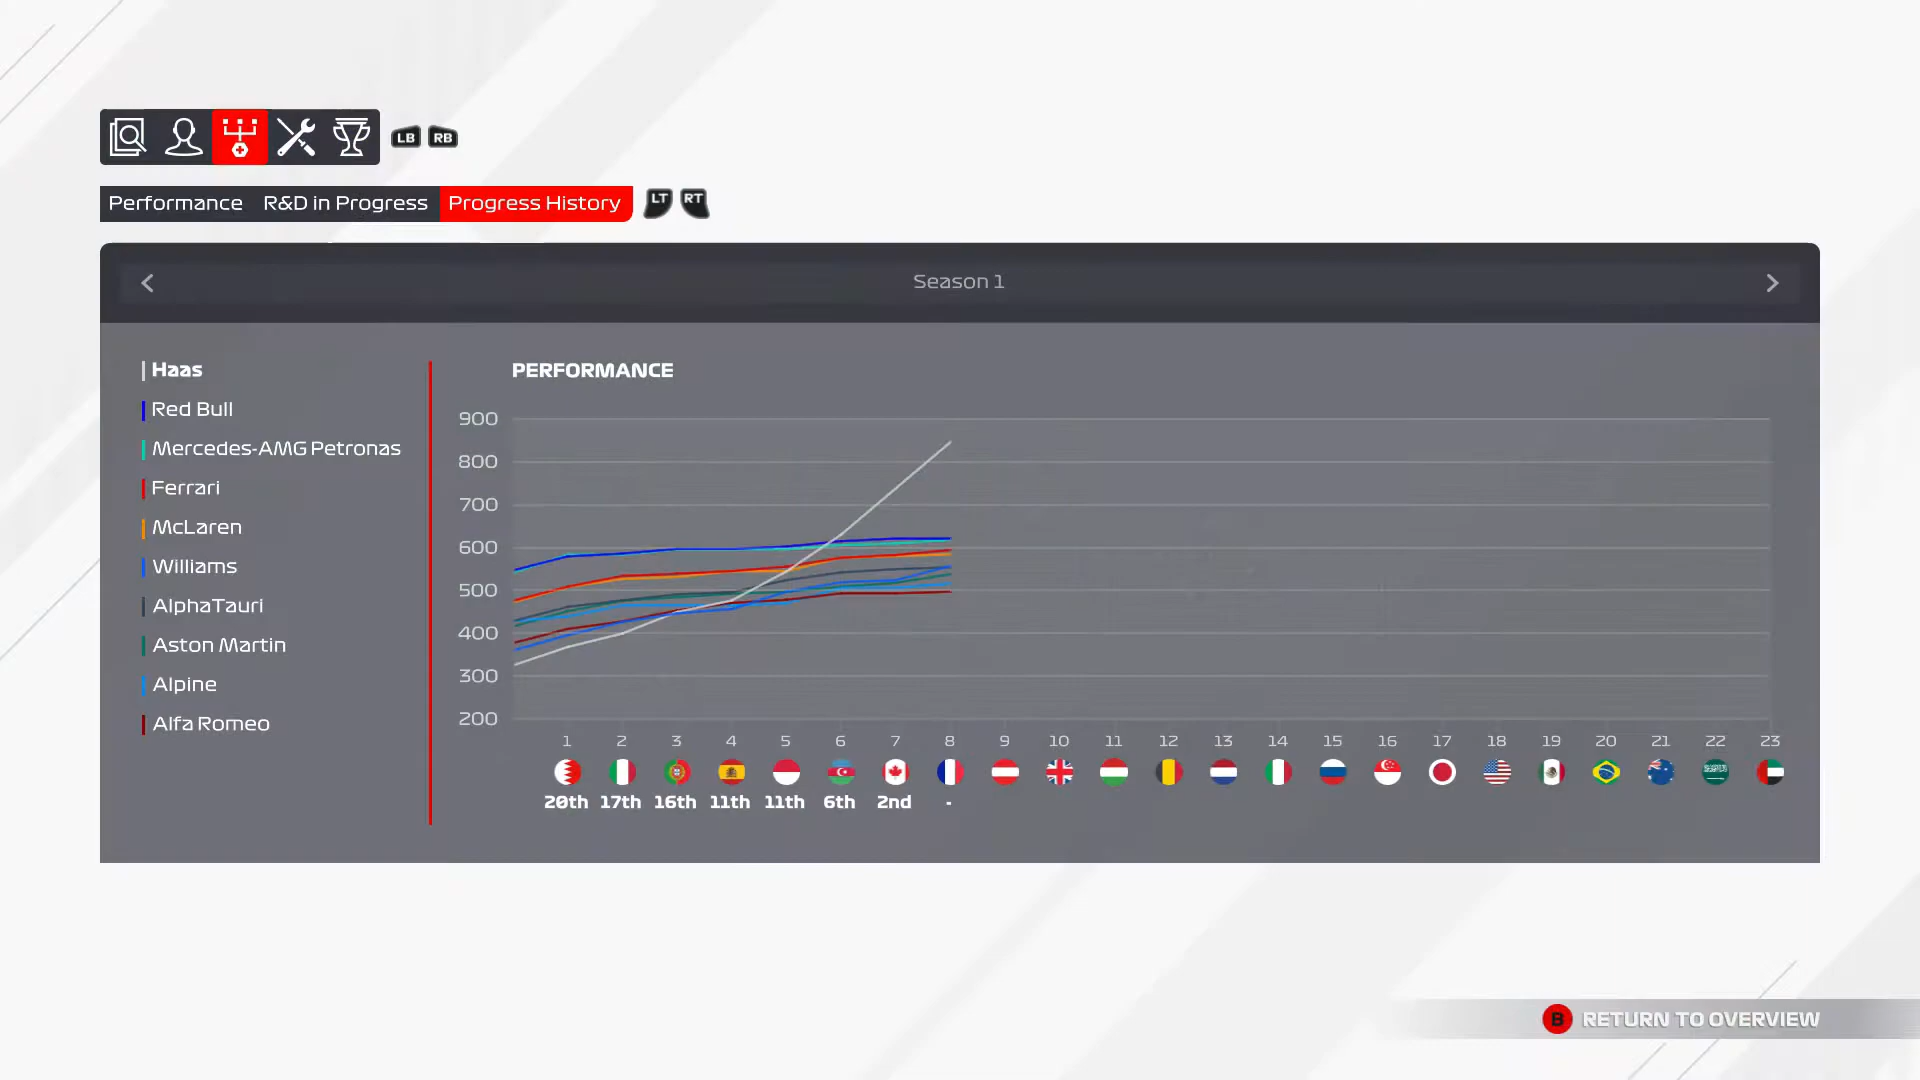 LB RB
Performance R&D in Progress Progress History LT RT
Season 1
Haas
Red Bull
Mercedes-AMG Petronas
Ferrari
McLaren
Williams
AlphaTauri
Aston Martin
Alpine
Alfa Romeo
PERFORMANCE
900
800
700
600
500
400
300
200
1 2 3 4 5 6 7 8 9 10 11 12 13 14 15 16 17 18 19 20 21 22 23
20th 17th 16th 11th 11th 6th 2nd -
B RETURN TO OVERVIEW